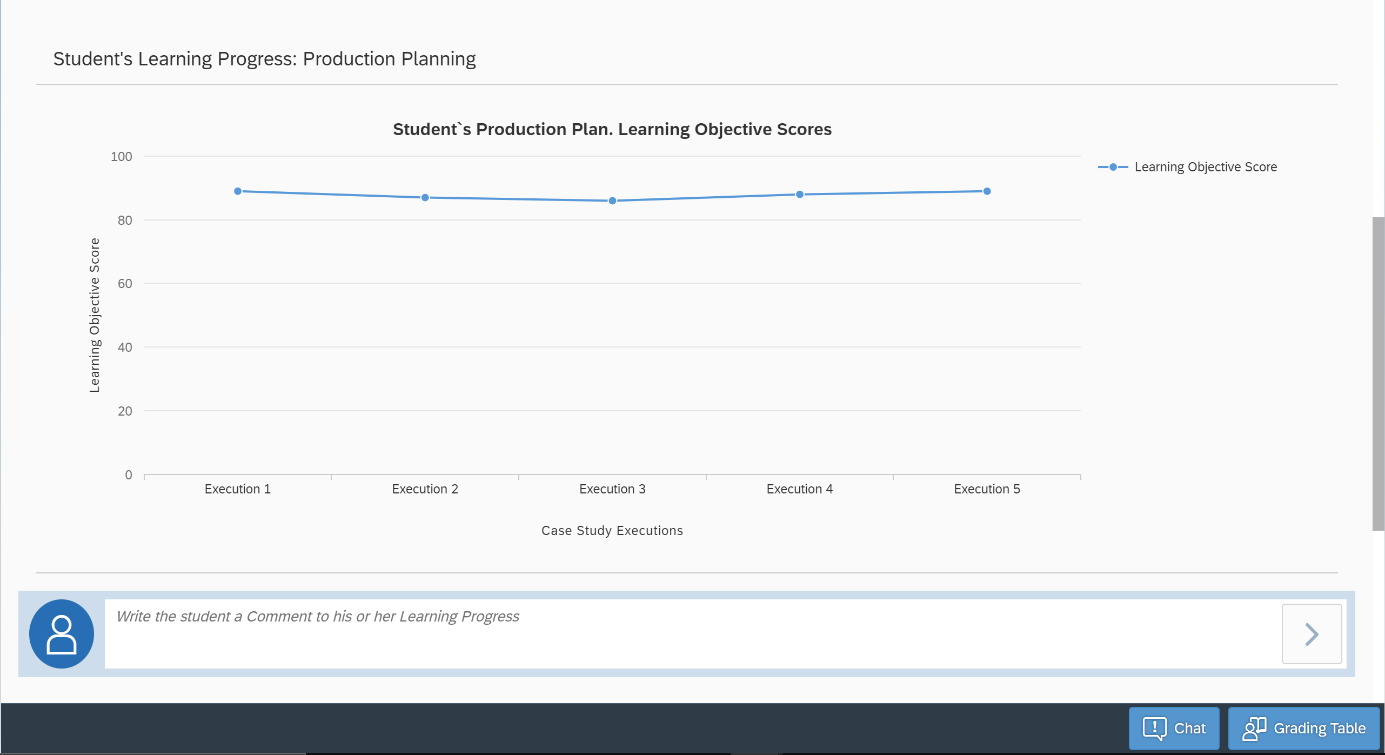 Student's Learning Progress: Production Planning
Student`s Production Plan. Learning Objective Scores
100
80
60
40
20
0
Learning Objective Score
Learning Objective Score
Execution 1 Execution 2 Execution 3 Execution 4 Execution 5
Case Study Executions
Write the student a Comment to his or her Learning Progress
Chat Grading Table